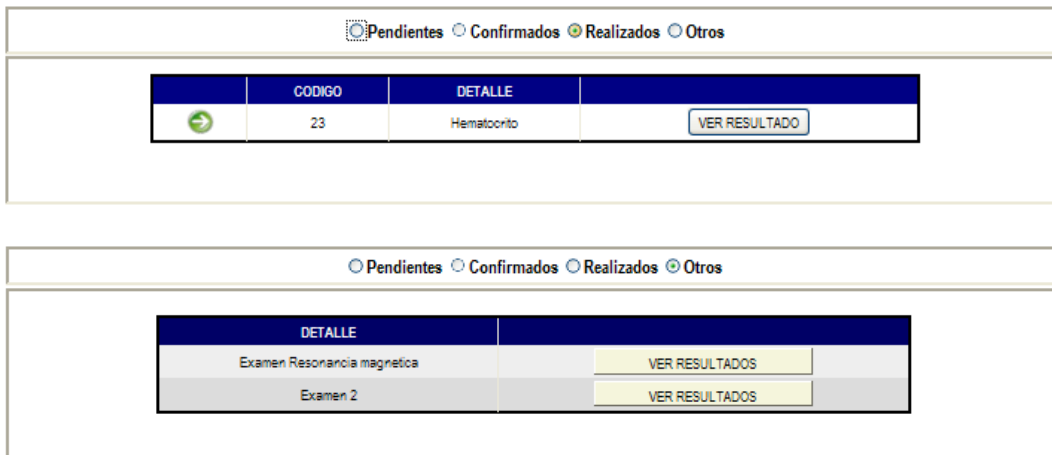 Pendientes Confirmados Realizados Otros
CODIGO DETALLE
23 Hematocrito VER RESULTADO
Pendientes Confirmados Realizados Otros
DETALLE
Examen Resonancia magnetica VER RESULTADOS
Examen 2 VER RESULTADOS